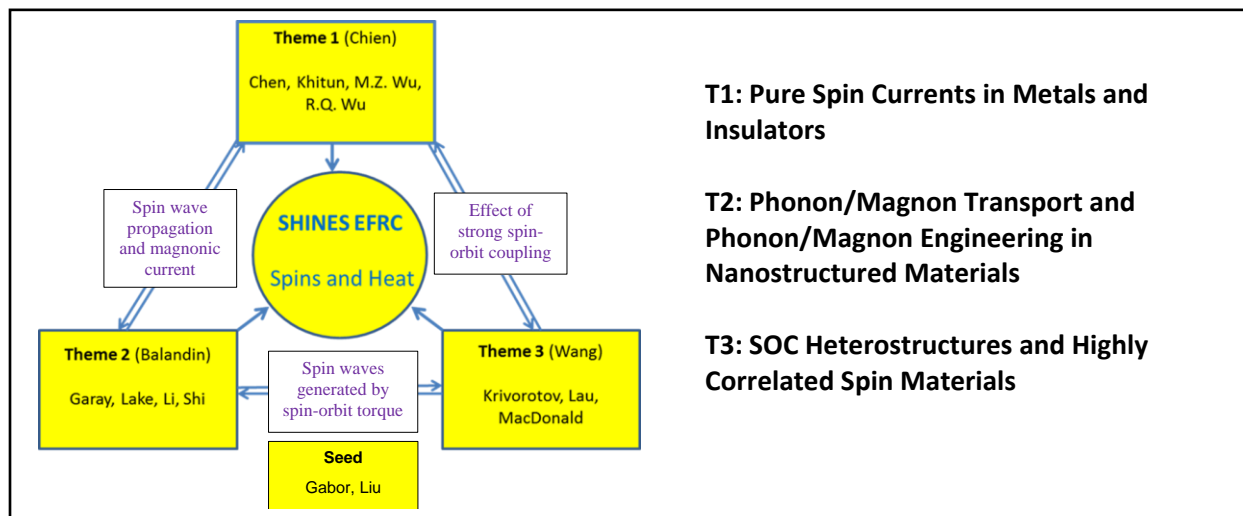 Theme 1 (Chien)
Chen, Khitun, M.Z. Wu,
R.Q. Wu
Spin wave
propagation
and magnonic
current
SHINES EFRC
Spins and Heat
Effect of
strong spin-
orbit coupling
Theme 2 (Balandin)
Garay, Lake, Li, Shi
Spin waves
generated by
spin-orbit torque
Theme 3 (Wang)
Krivorotov, Lau,
MacDonald
Seed
Gabor, Liu
T1: Pure Spin Currents in Metals and
Insulators
T2: Phonon/Magnon Transport and
Phonon/Magnon Engineering in
Nanostructured Materials
T3: SOC Heterostructures and Highly
Correlated Spin Materials